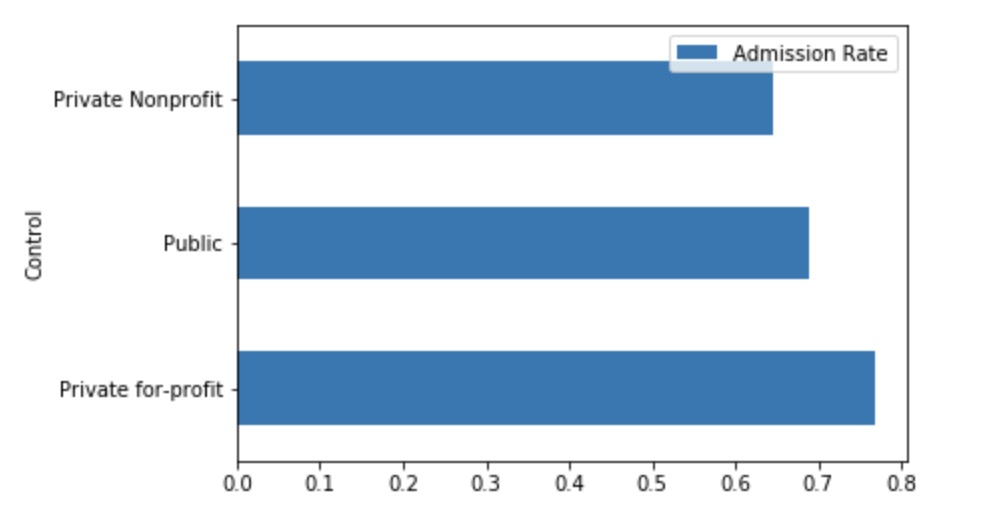 Admission Rate
Private Nonprofit
Public
Private for-profit
Control
0.0 0.1 0.2 0.3 0.4 0.5 0.6 0.7 0.8